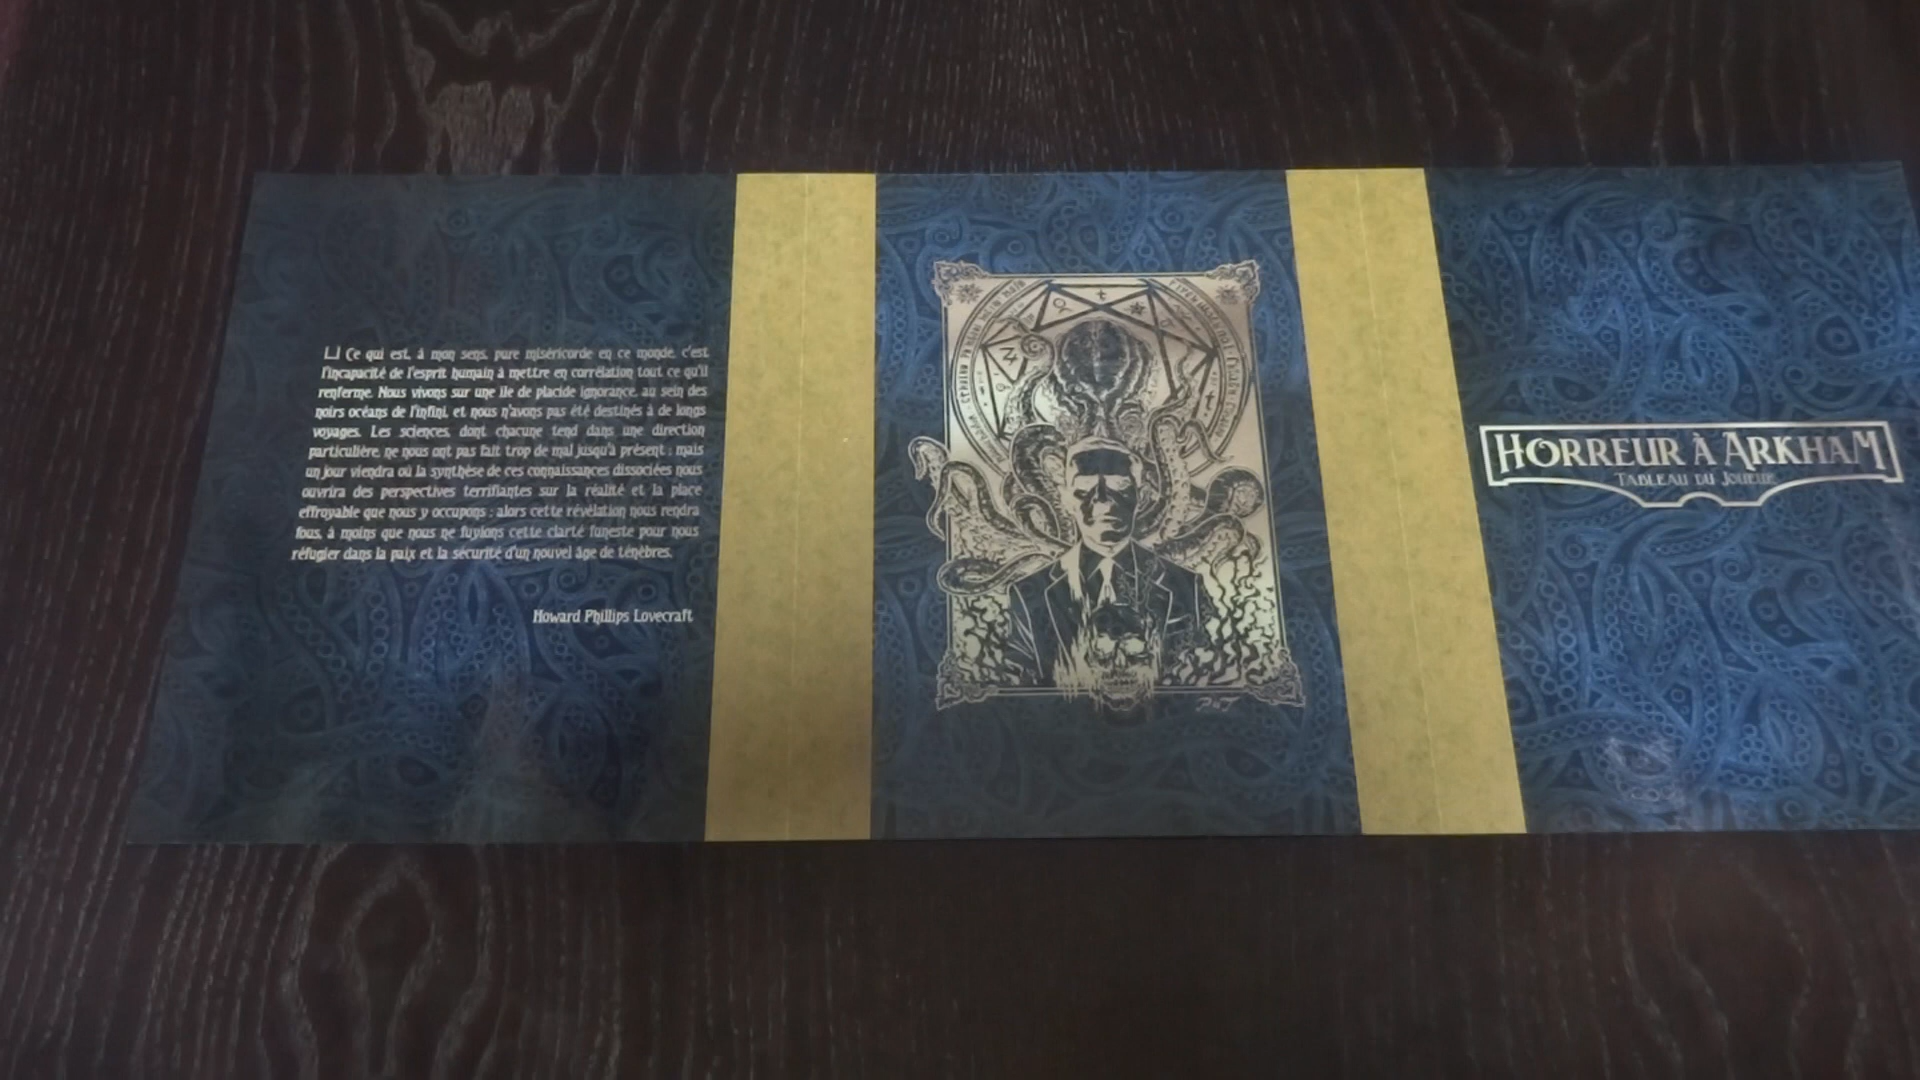 [...] Ce qui est, à mon sens, pure miséricorde en ce monde, c'est
l'incapacité de l'esprit humain à mettre en corrélation tout ce qu'il
renferme. Nous vivons sur une île de placide ignorance, au sein des
noirs océans de l'infini, et nous n'avons pas été destinés à de longs
voyages. Les sciences, dont chacune tend dans une direction
particulière, ne nous ont pas fait trop de mal jusqu'à présent ; mais
un jour viendra où la synthèse de ces connaissances dissociées nous
ouvrira des perspectives terrifiantes sur la réalité et la place
effroyable que nous y occupons : alors cette révélation nous rendra
fous, à moins que nous ne fuyions cette clarté funeste pour nous
réfugier dans la paix et la sécurité d'un nouvel âge de ténèbres.
Howard Phillips Lovecraft
HORREUR À ARKHAM
TABLEAU DU JOUEUR